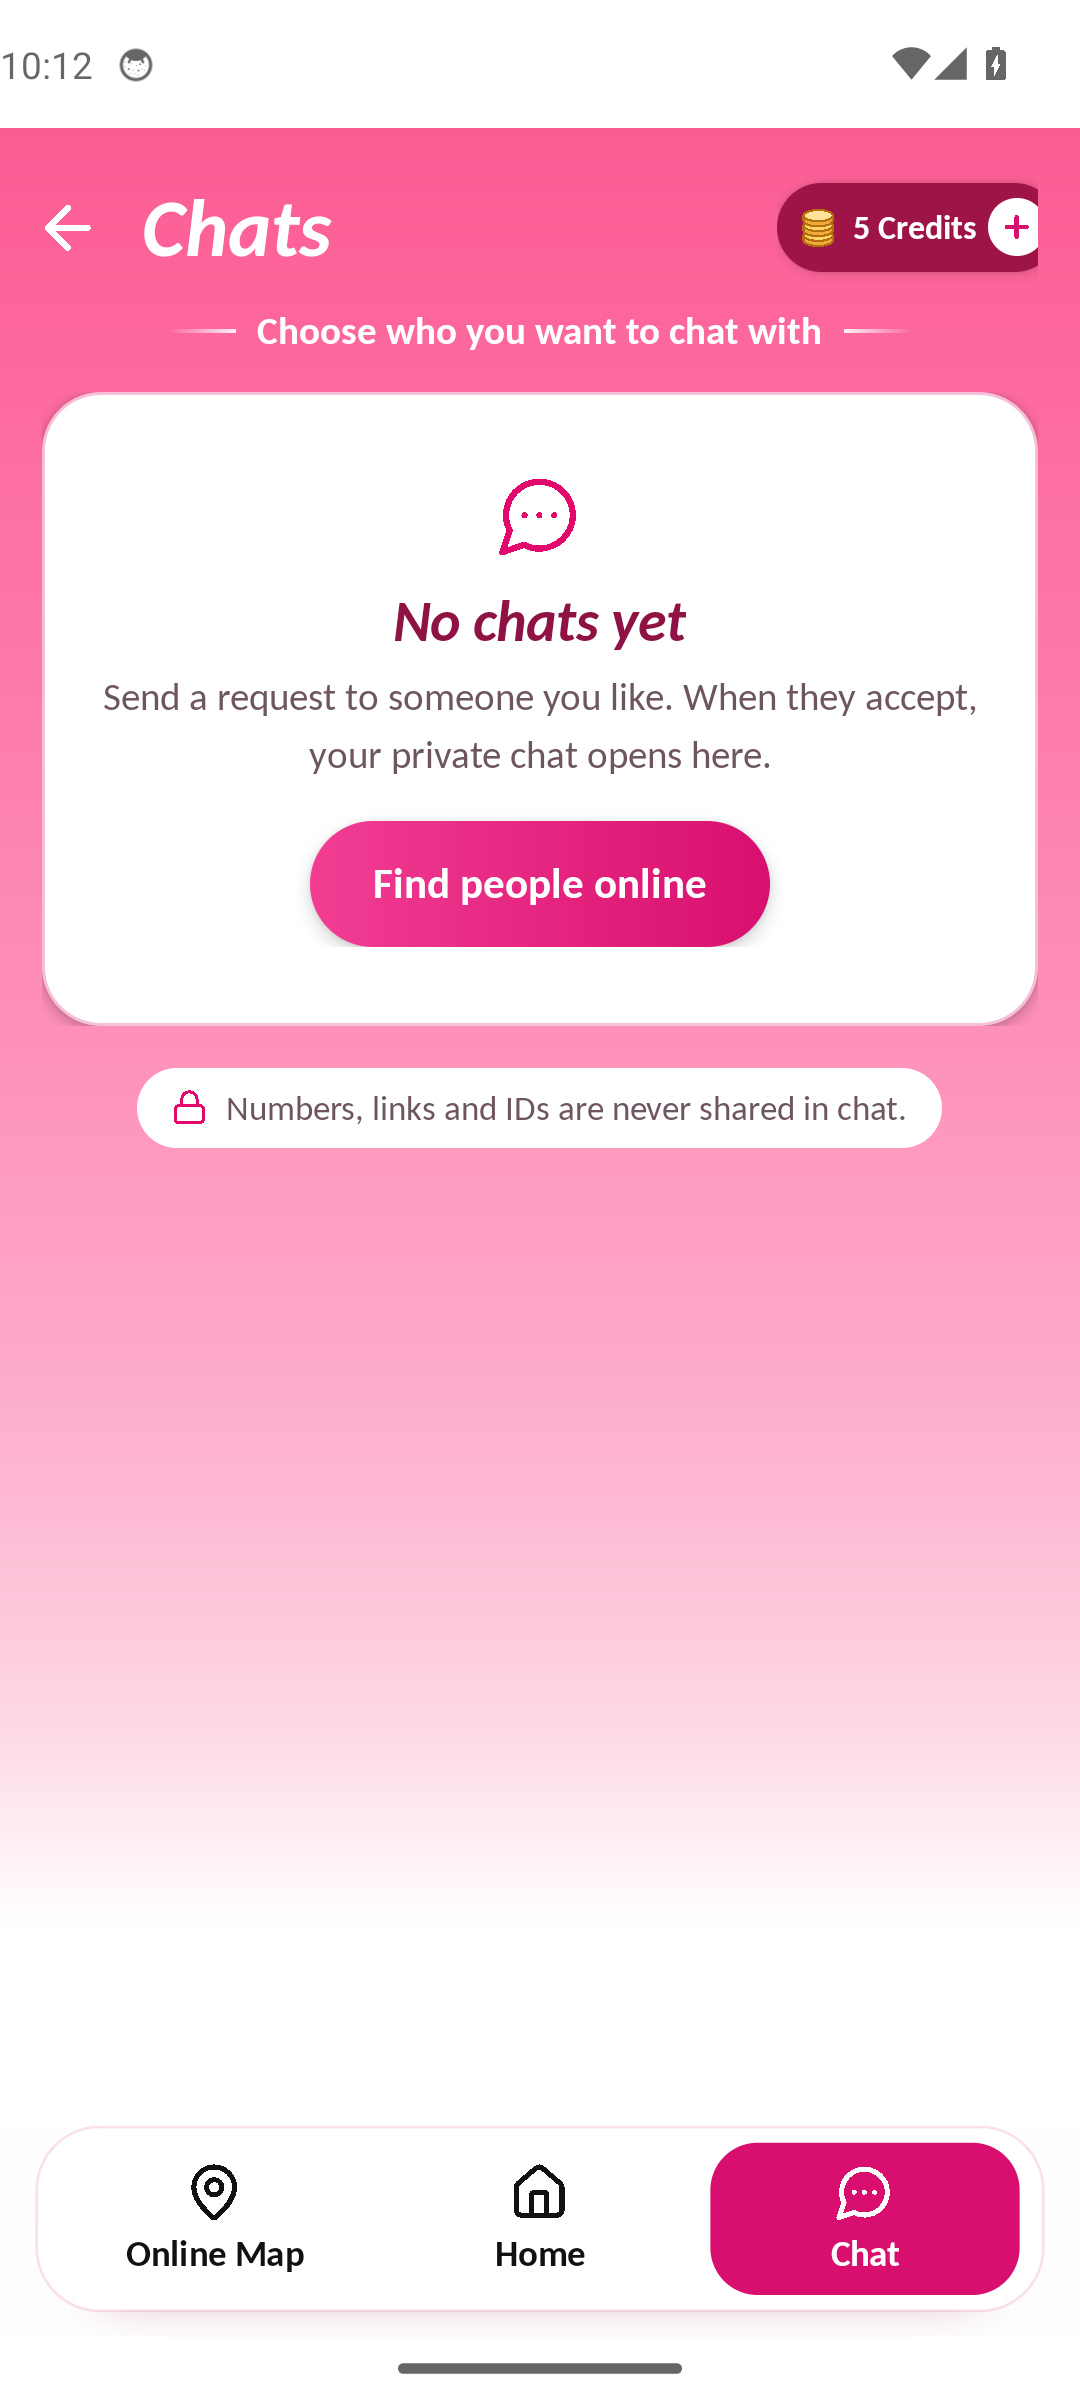 10:12
Chats
5 Credits
Choose who you want to chat with
No chats yet
Send a request to someone you like. When they accept,
your private chat opens here.
Find people online
Numbers, links and IDs are never shared in chat.
Online Map
Home
Chat